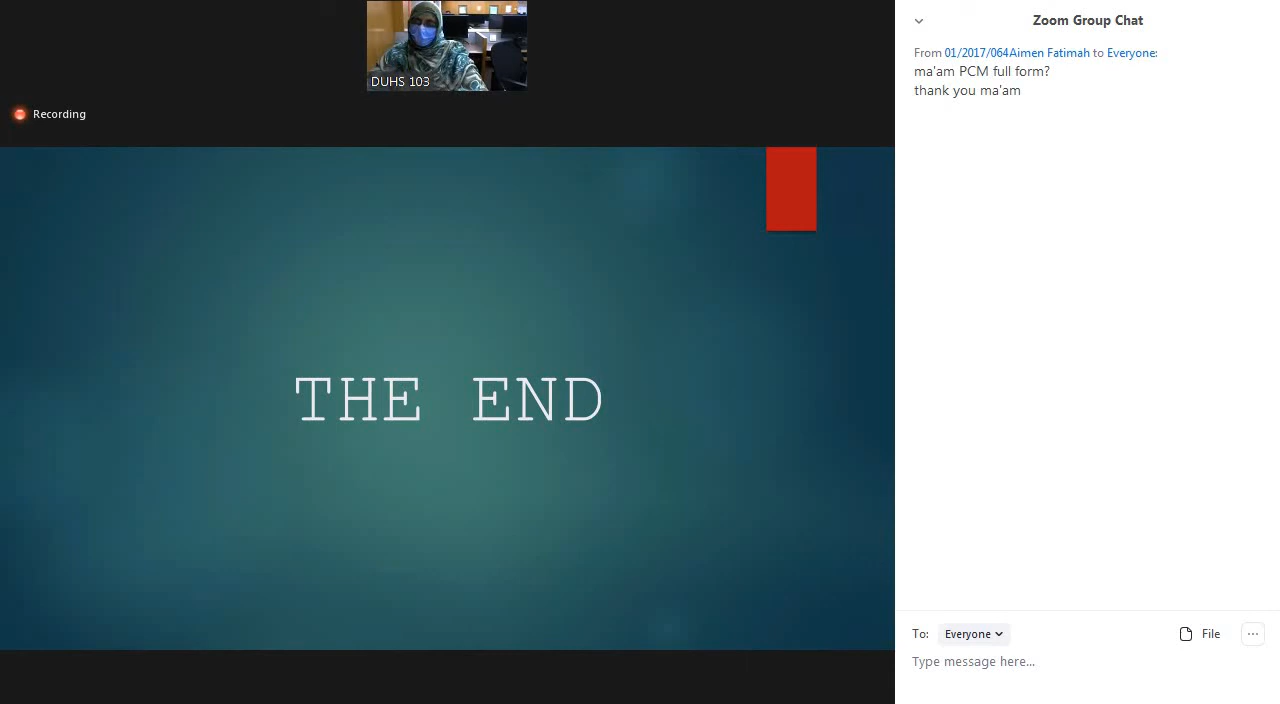 DUHS 103
Recording
THE END
Zoom Group Chat
From 01/2017/064Aimen Fatimah to Everyone:
ma'am PCM full form?
thank you ma'am
To: Everyone File ...
Type message here...